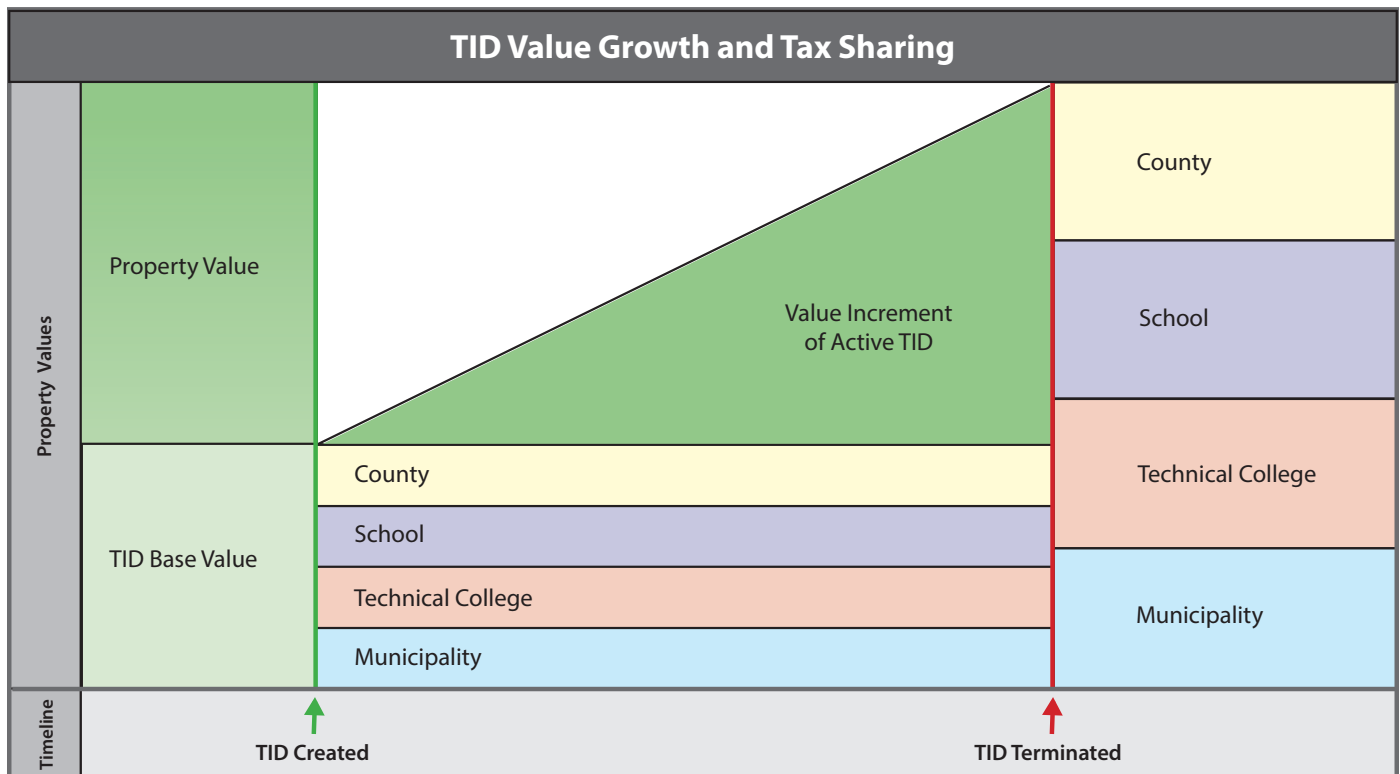 TID Value Growth and Tax Sharing
Property Values
Property Value
TID Base Value
Value Increment
of Active TID
County
School
Technical College
Municipality
County
School
Technical College
Municipality
Timeline
TID Created
TID Terminated